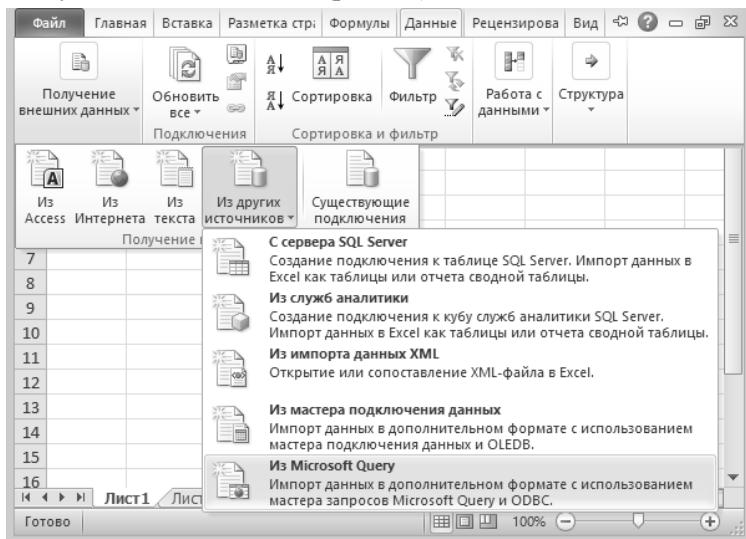 Файл Главная Вставка Разметка стра Формулы Данные Рецензирова Вид
Получение внешних данных
Обновить все
Подключения
А Я
Я А
Сортировка
Фильтр
Сортировка и фильтр
Работа с данными
Структура
Из Access
Из Интернета
Из текста
Из других источников
Существующие подключения
Получение
С сервера SQL Server
Создание подключения к таблице SQL Server. Импорт данных в
Excel как таблицы или отчета сводной таблицы.
Из служб аналитики
Создание подключения к кубу служб аналитики SQL Server.
Импорт данных в Excel как таблицы или отчета сводной таблицы.
Из импорта данных XML
Открытие или сопоставление XML-файла в Excel.
Из мастера подключения данных
Импорт данных в дополнительном формате с использованием
мастера подключения данных и OLEDB.
Из Microsoft Query
Импорт данных в дополнительном формате с использованием
мастера запросов Microsoft Query и ODBC.
7
8
9
10
11
12
13
14
15
16
Лист1 Лис
Готово 100%